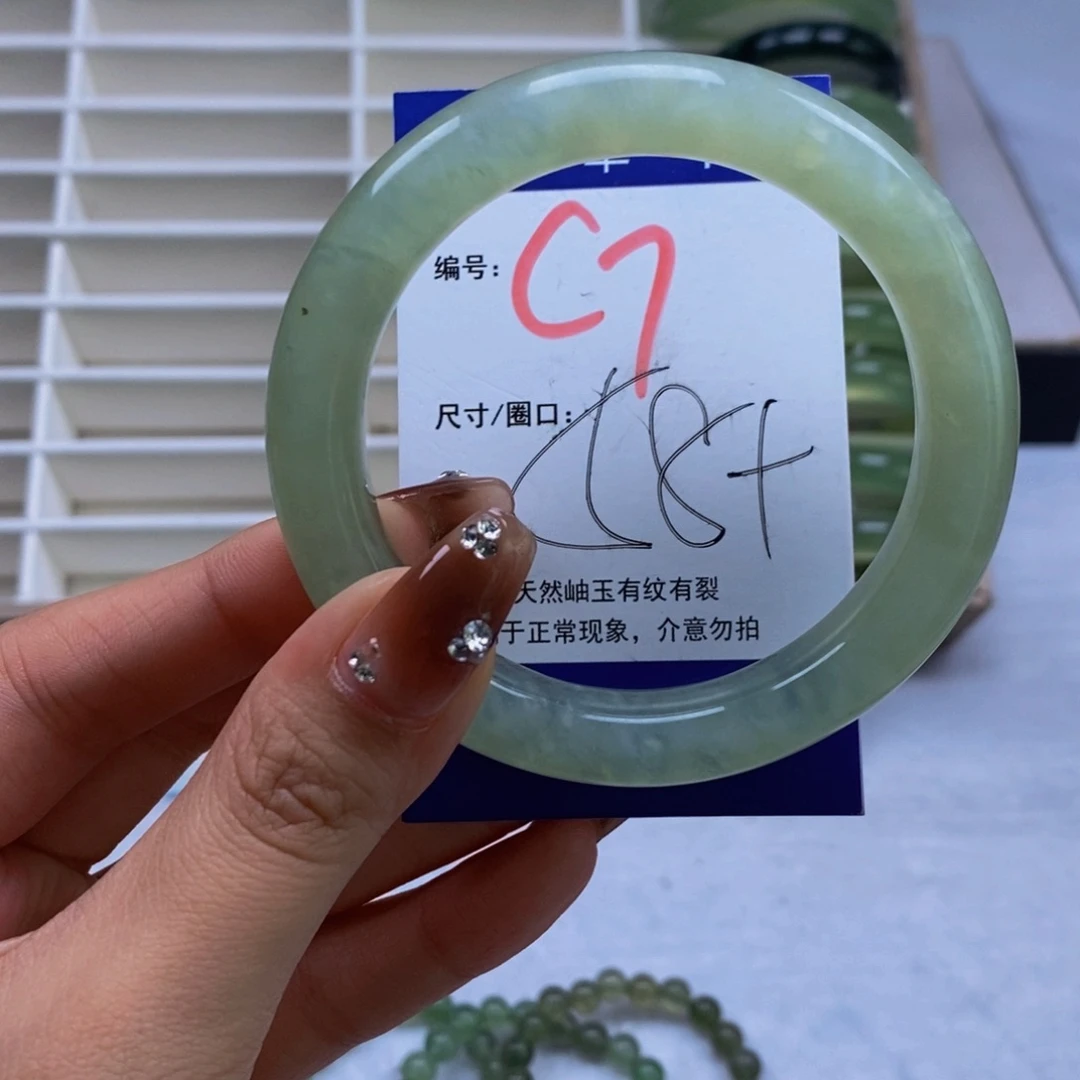 编号: C7
尺寸/圈口: 58+
天然岫玉有纹有裂
于正常现象，介意勿拍